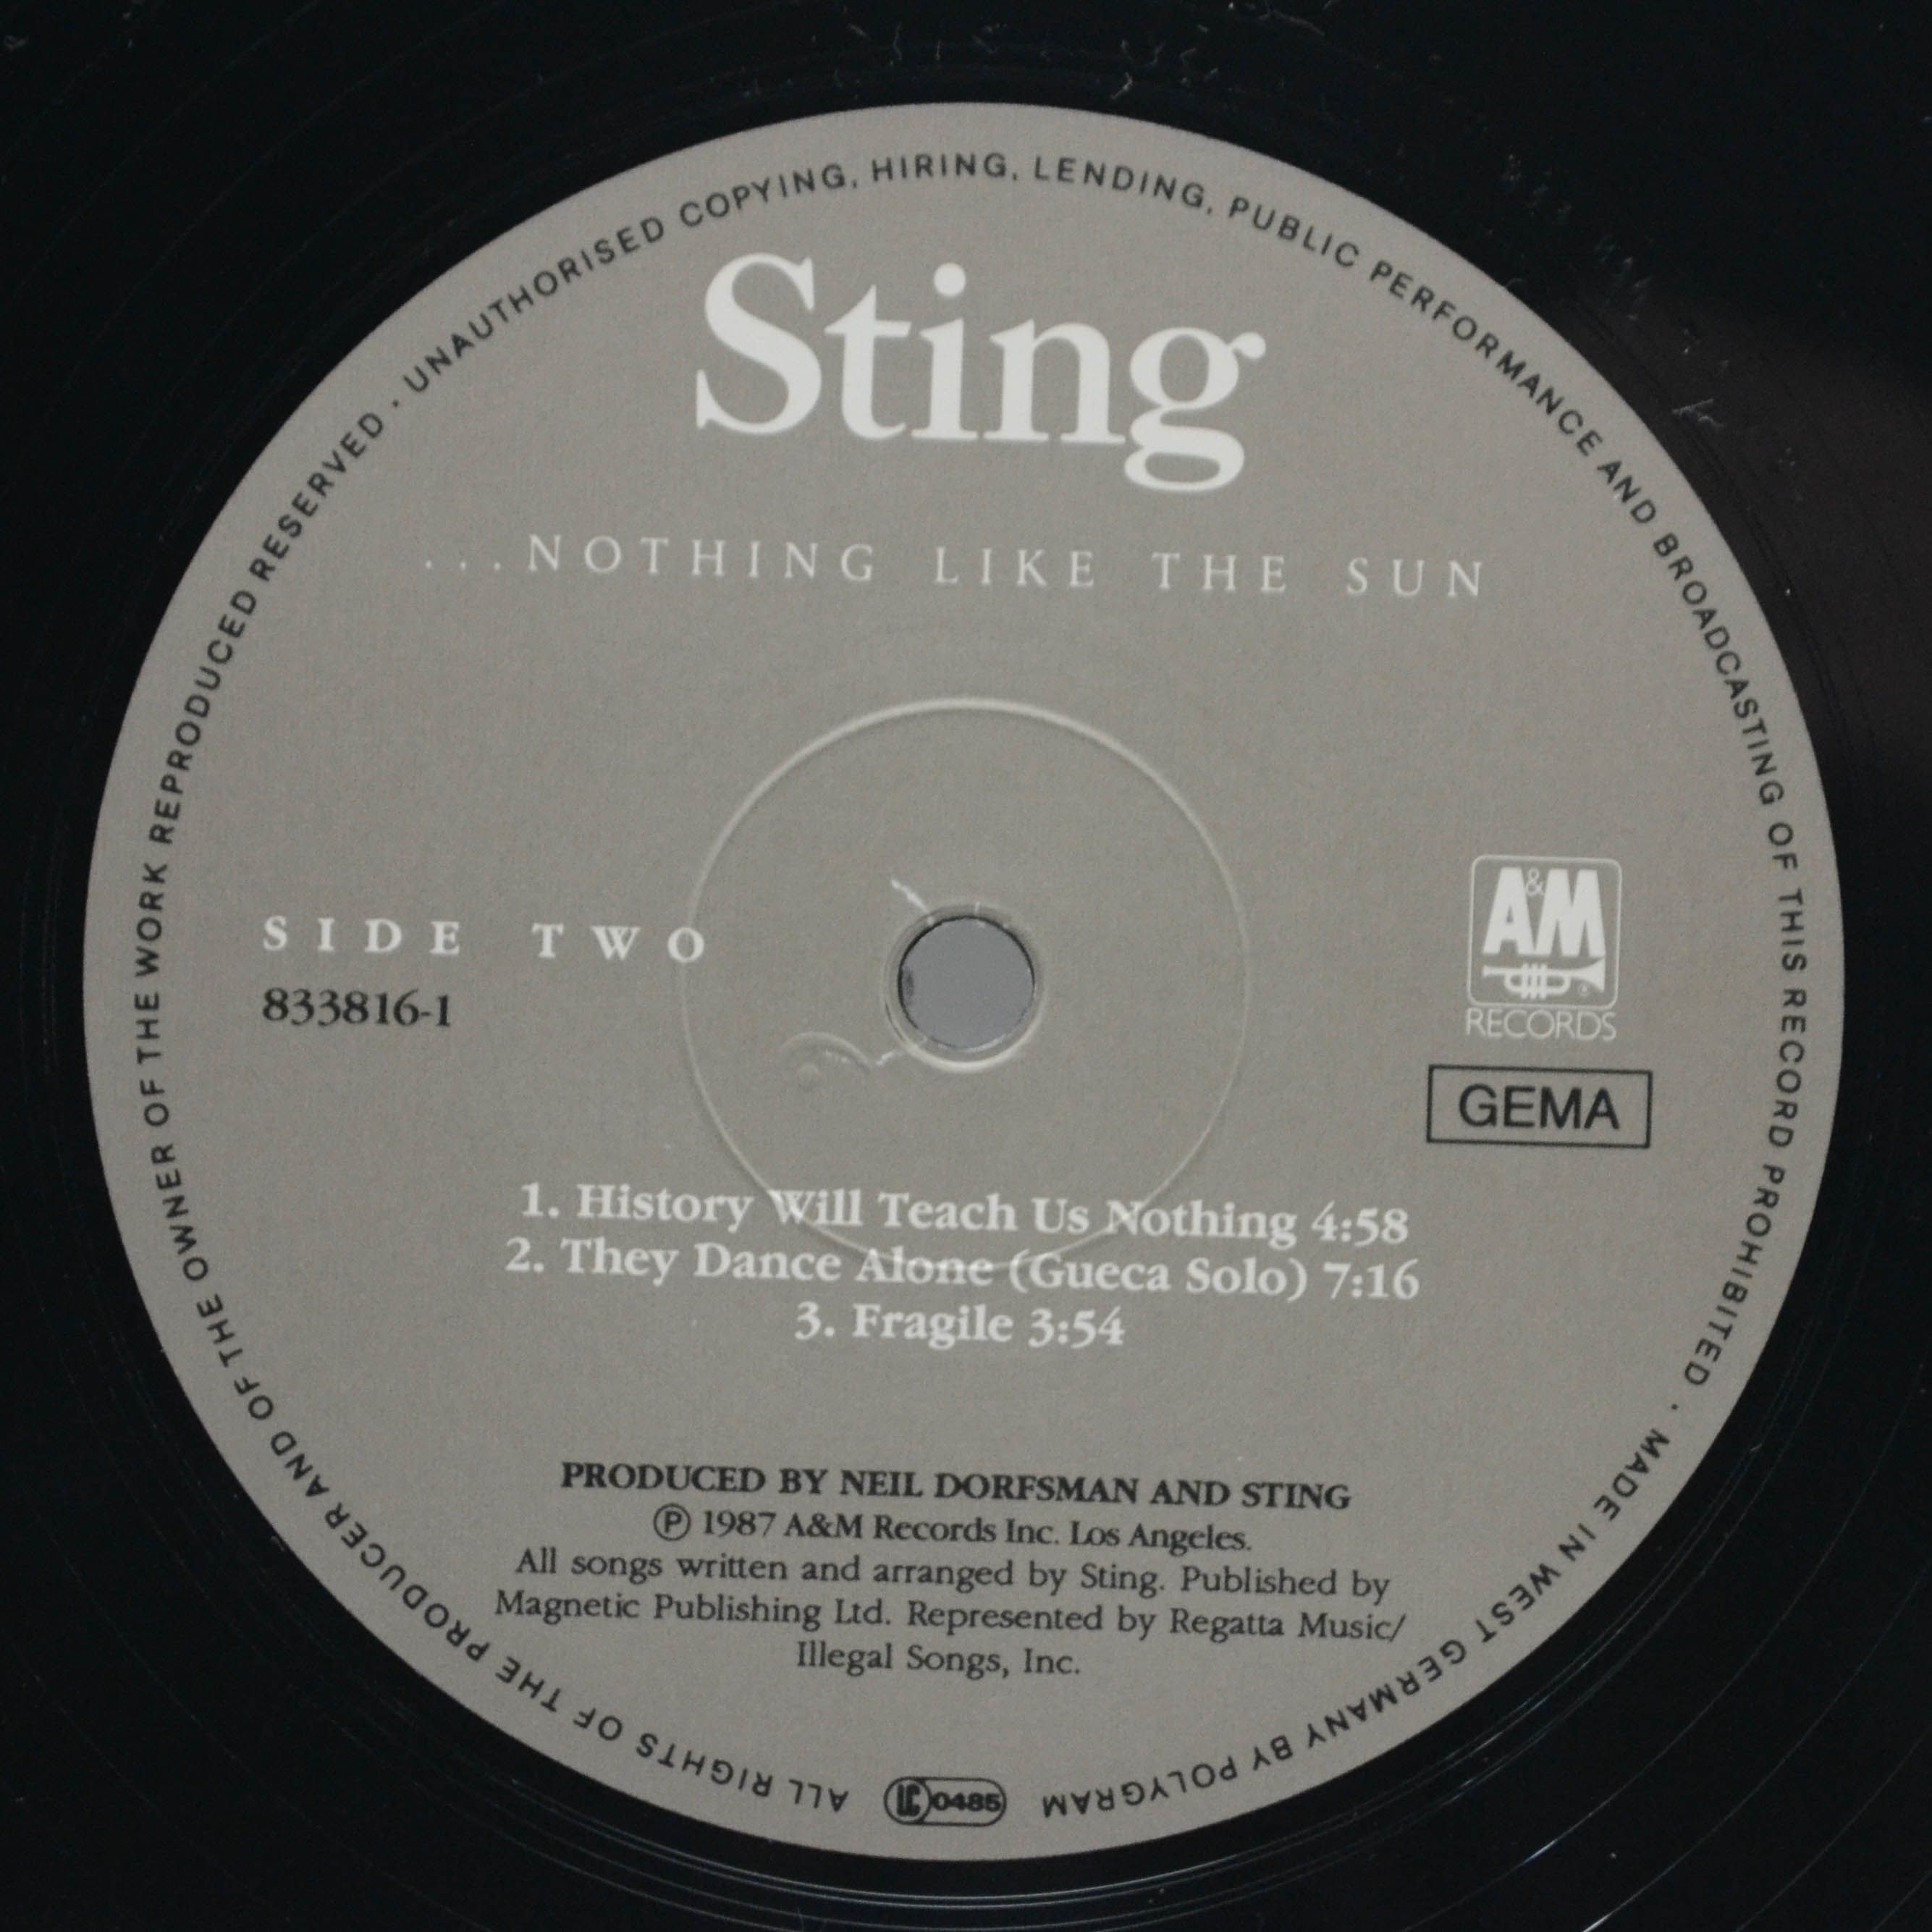 UNAUTHORISED COPYING, HIRING, LENDING, PUBLIC PERFORMANCE AND BROADCASTING OF THIS RECORD PROHIBITED · MADE IN WEST GERMANY BY POLYGRAM
ALL RIGHTS OF THE PRODUCER AND OF THE OWNER OF THE WORK REPRODUCED RESERVED ·
Sting
...NOTHING LIKE THE SUN
SIDE TWO
833816-1
A&M
RECORDS
GEMA
1. History Will Teach Us Nothing 4:58
2. They Dance Alone (Gueca Solo) 7:16
3. Fragile 3:54
PRODUCED BY NEIL DORFSMAN AND STING
Ⓟ 1987 A&M Records Inc. Los Angeles.
All songs written and arranged by Sting. Published by
Magnetic Publishing Ltd. Represented by Regatta Music/
Illegal Songs, Inc.
LC 0485